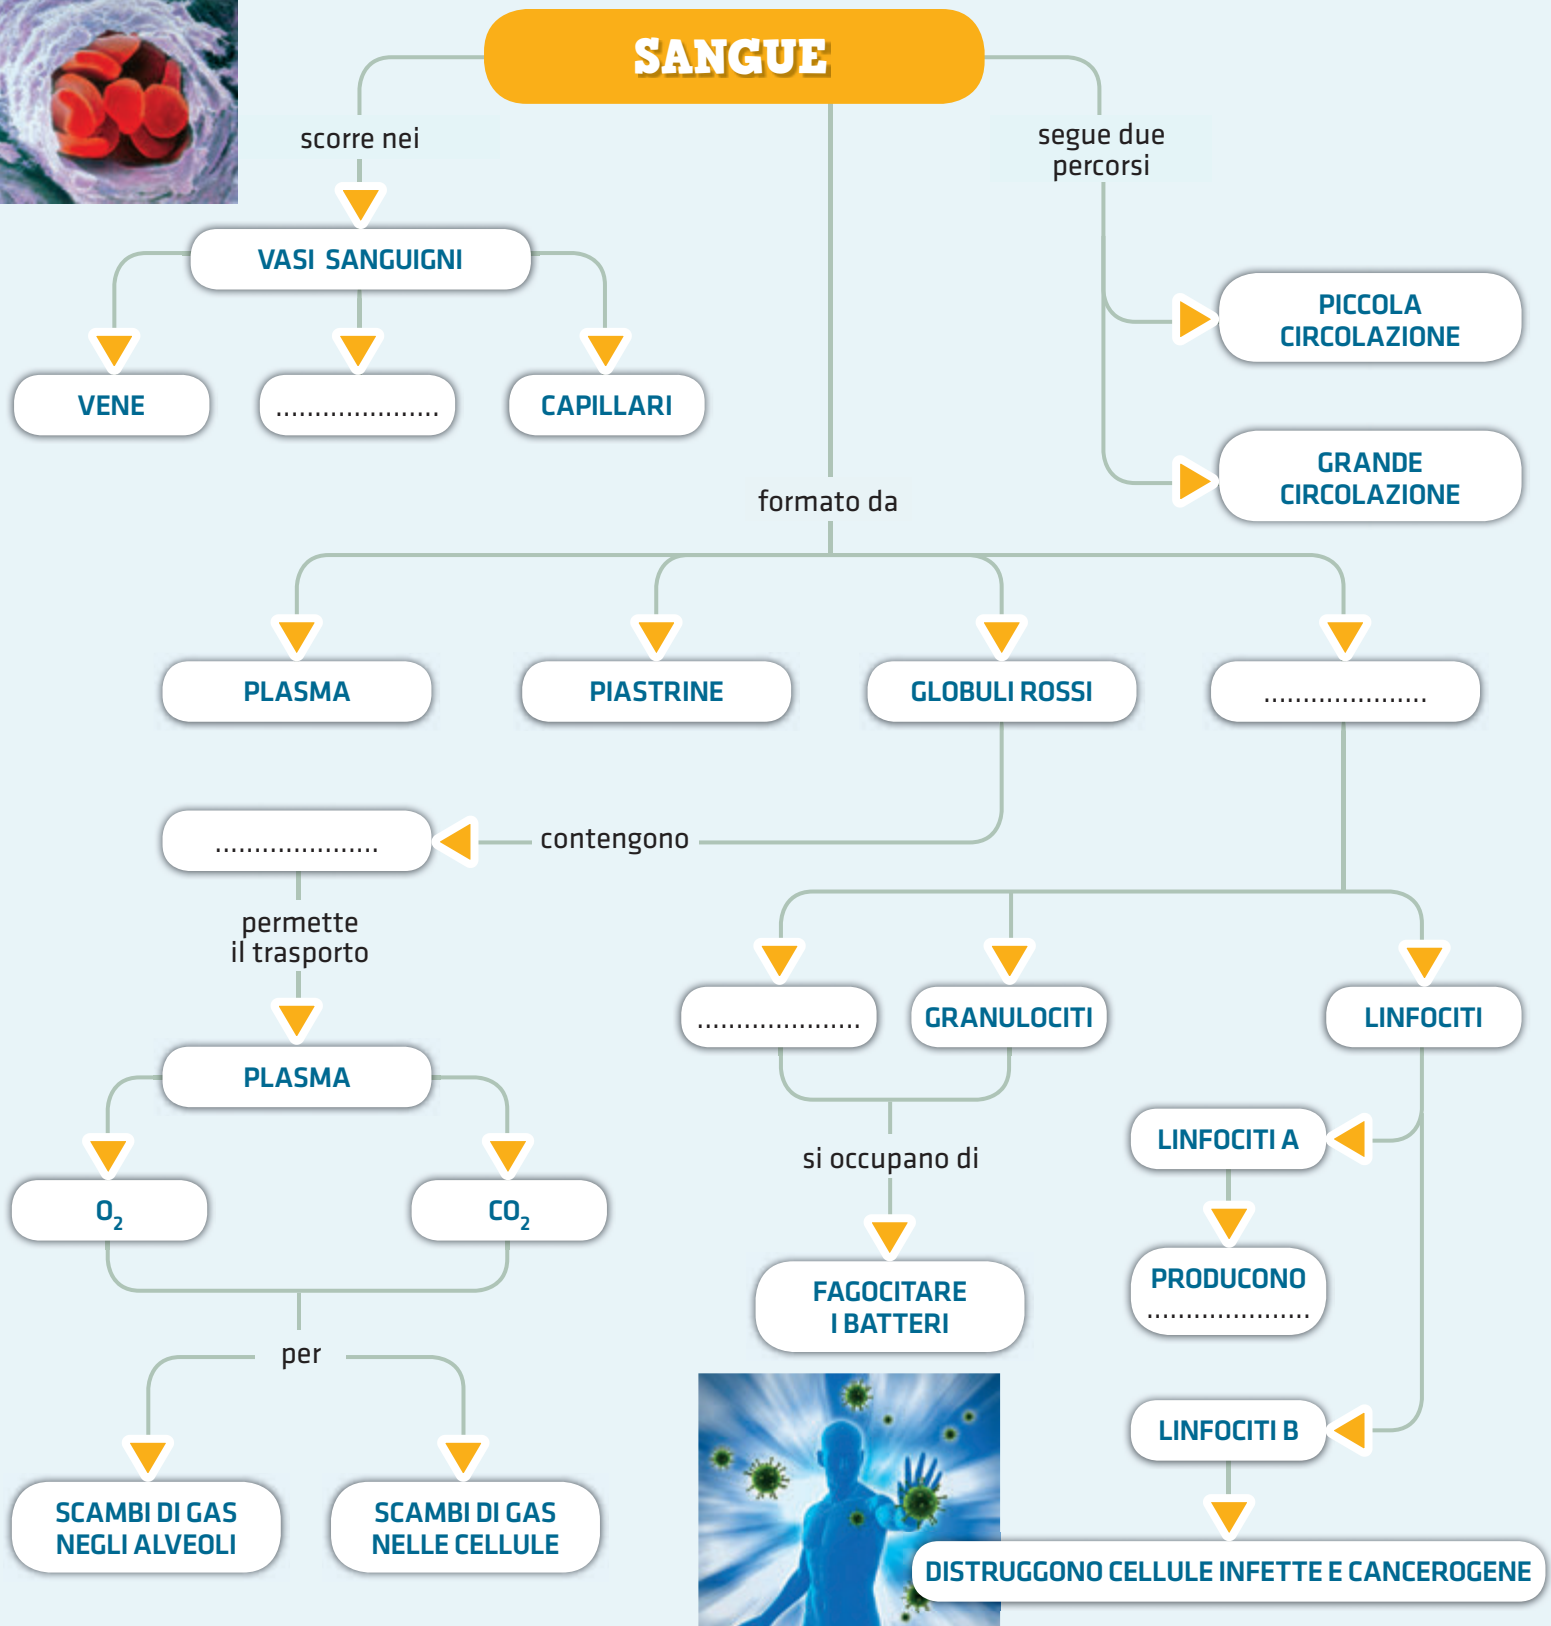 SANGUE
scorre nei
segue due
percorsi
VASI SANGUIGNI
PICCOLA
CIRCOLAZIONE
VENE
.....................
CAPILLARI
GRANDE
CIRCOLAZIONE
formato da
PLASMA
PIASTRINE
GLOBULI ROSSI
.....................
.....................
contengono
permette
il trasporto
.....................
GRANULOCITI
LINFOCITI
PLASMA
LINFOCITI A
si occupano di
O₂
CO₂
PRODUCONO
.....................
FAGOCITARE
I BATTERI
per
LINFOCITI B
SCAMBI DI GAS
NEGLI ALVEOLI
SCAMBI DI GAS
NELLE CELLULE
DISTRUGGONO CELLULE INFETTE E CANCEROGENE